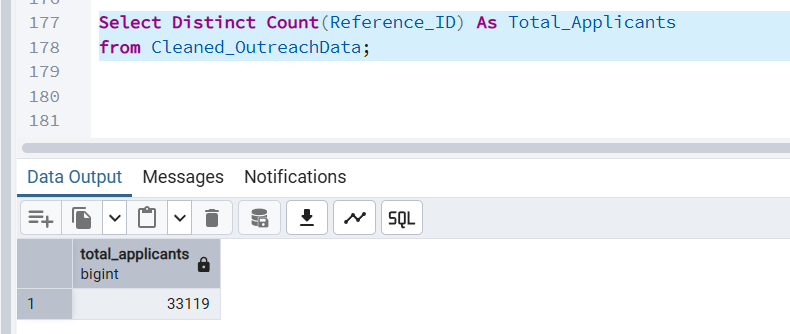 176
177 Select Distinct Count(Reference_ID) As Total_Applicants
178 from Cleaned_OutreachData;
179
180
181
Data Output Messages Notifications
SQL
total_applicants
bigint
1 33119